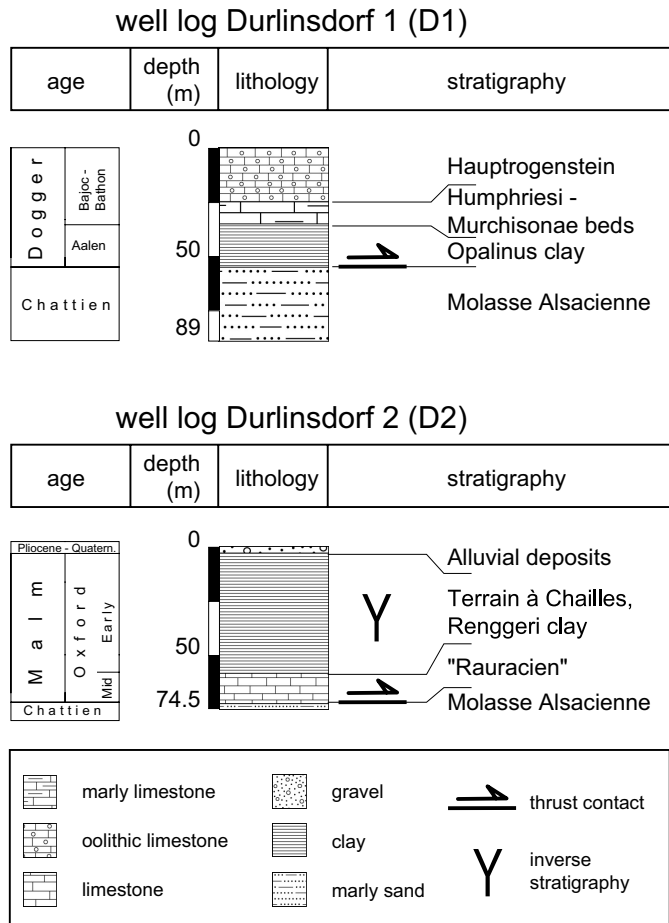 well log Durlinsdorf 1 (D1)
age
depth (m)
lithology
stratigraphy
Dogger
Bajoc - Bathon
Aalen
Chattien
0
50
89
Hauptrogenstein
Humphriesi -
Murchisonae beds
Opalinus clay
Molasse Alsacienne
well log Durlinsdorf 2 (D2)
age
depth (m)
lithology
stratigraphy
Pliocene - Quatern.
Malm
Oxford
Early
Mid
Chattien
0
50
74.5
Alluvial deposits
Terrain à Chailles,
Renggeri clay
"Rauracien"
Molasse Alsacienne
marly limestone
oolithic limestone
limestone
gravel
clay
marly sand
thrust contact
inverse
stratigraphy